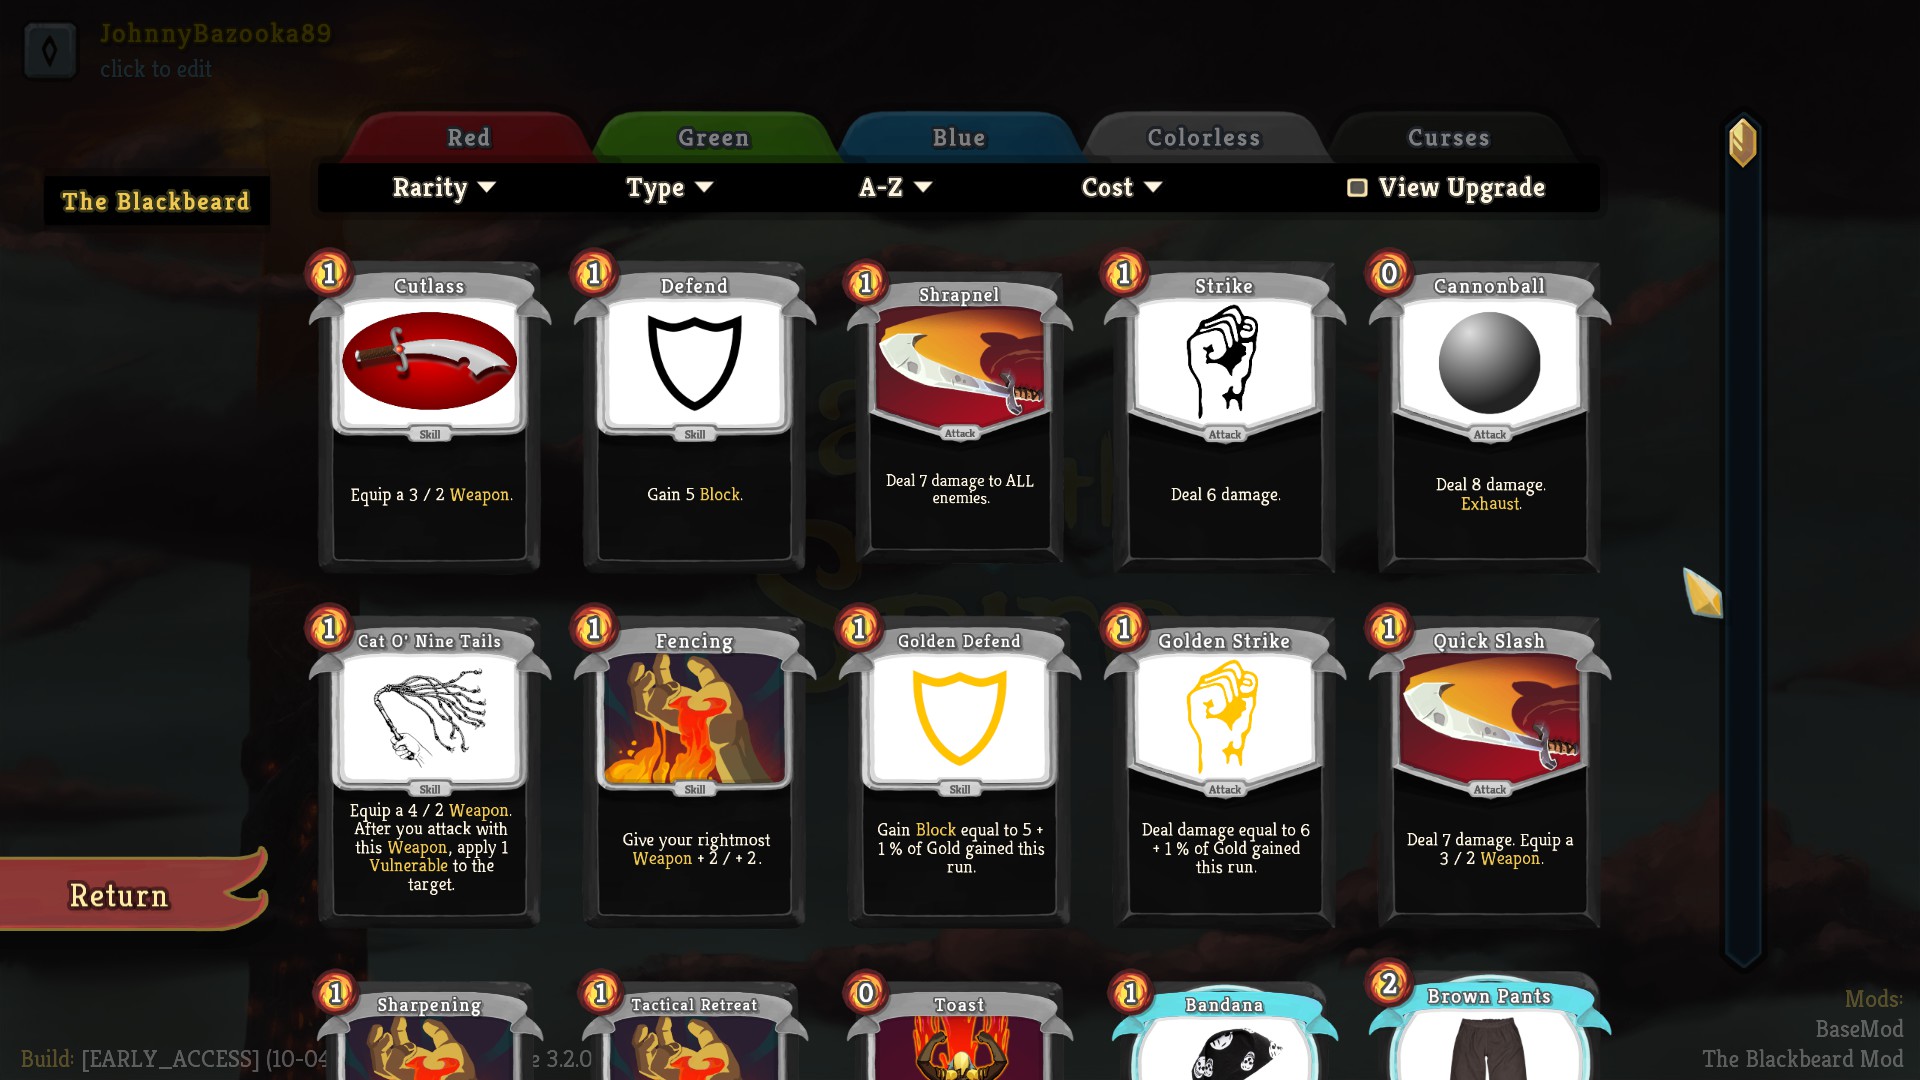 JohnnyBazooka89
click to edit
Red
Green
Blue
Colorless
Curses
The Blackbeard
Rarity
Type
A-Z
Cost
View Upgrade
1
Cutlass
Skill
Equip a 3 / 2 Weapon.
1
Defend
Skill
Gain 5 Block.
1
Shrapnel
Attack
Deal 7 damage to ALL
enemies.
1
Strike
Attack
Deal 6 damage.
0
Cannonball
Attack
Deal 8 damage.
Exhaust.
1
Cat O' Nine Tails
Skill
Equip a 4 / 2 Weapon.
After you attack with
this Weapon, apply 1
Vulnerable to the
target.
1
Fencing
Skill
Give your rightmost
Weapon + 2 / + 2.
1
Golden Defend
Skill
Gain Block equal to 5 +
1 % of Gold gained this
run.
1
Golden Strike
Attack
Deal damage equal to 6
+ 1 % of Gold gained
this run.
1
Quick Slash
Attack
Deal 7 damage. Equip a
3 / 2 Weapon.
Return
1
Sharpening
1
Tactical Retreat
0
Toast
1
Bandana
2
Brown Pants
Build: [EARLY_ACCESS] (10-04
e 3.2.0
Mods:
BaseMod
The Blackbeard Mod